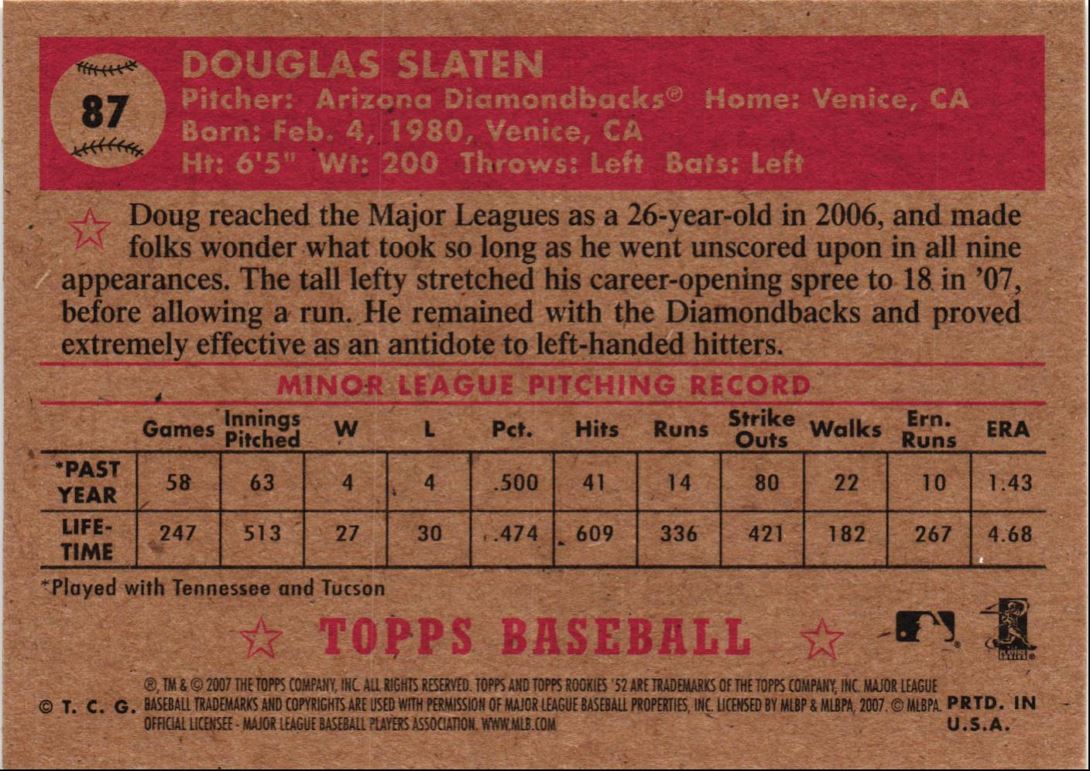 87
DOUGLAS SLATEN
Pitcher: Arizona Diamondbacks® Home: Venice, CA
Born: Feb. 4, 1980, Venice, CA
Ht: 6'5" Wt: 200 Throws: Left Bats: Left
Doug reached the Major Leagues as a 26-year-old in 2006, and made
folks wonder what took so long as he went unscored upon in all nine
appearances. The tall lefty stretched his career-opening spree to 18 in '07,
before allowing a run. He remained with the Diamondbacks and proved
extremely effective as an antidote to left-handed hitters.
MINOR LEAGUE PITCHING RECORD
Games Innings Pitched W L Pct. Hits Runs Strike Outs Walks Ern. Runs ERA
*PAST YEAR 58 63 4 4 .500 41 14 80 22 10 1.43
LIFE-TIME 247 513 27 30 .474 609 336 421 182 267 4.68
*Played with Tennessee and Tucson
TOPPS BASEBALL
®, TM & © 2007 THE TOPPS COMPANY, INC. ALL RIGHTS RESERVED. TOPPS AND TOPPS ROOKIES '52 ARE TRADEMARKS OF THE TOPPS COMPANY, INC. MAJOR LEAGUE
BASEBALL TRADEMARKS AND COPYRIGHTS ARE USED WITH PERMISSION OF MAJOR LEAGUE BASEBALL PROPERTIES, INC. LICENSED BY MLBP & MLBPA, 2007. © MLBPA.
OFFICIAL LICENSEE - MAJOR LEAGUE BASEBALL PLAYERS ASSOCIATION. WWW.MLB.COM
© T. C. G.
PRTD. IN
U.S.A.